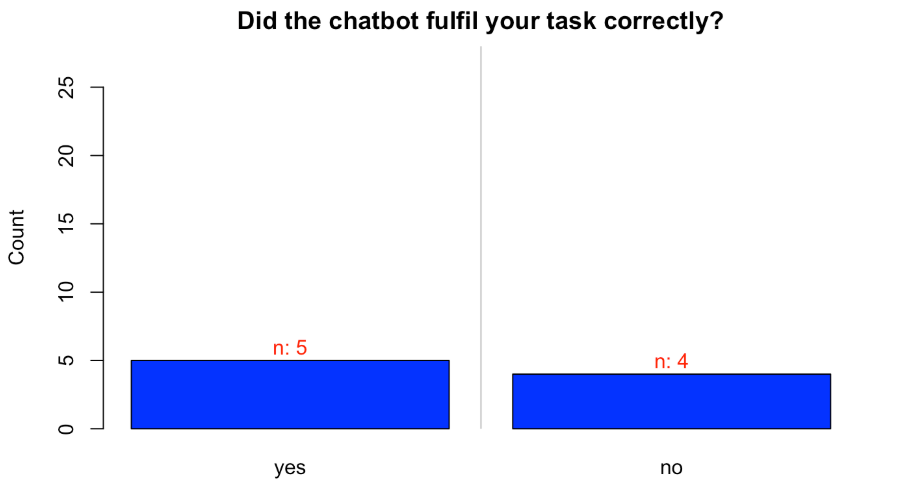 Did the chatbot fulfil your task correctly?
Count
25
20
15
10
5
0
n: 5
n: 4
yes
no